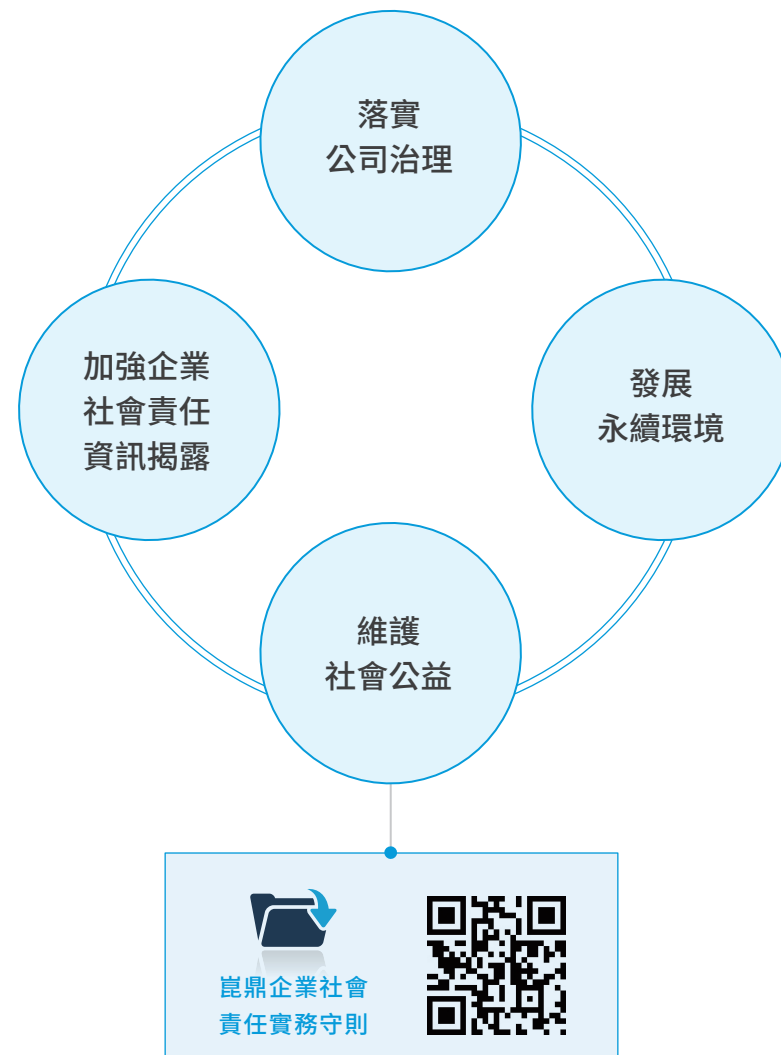 落實
公司治理
加強企業
社會責任
資訊揭露
發展
永續環境
維護
社會公益
崑鼎企業社會
責任實務守則